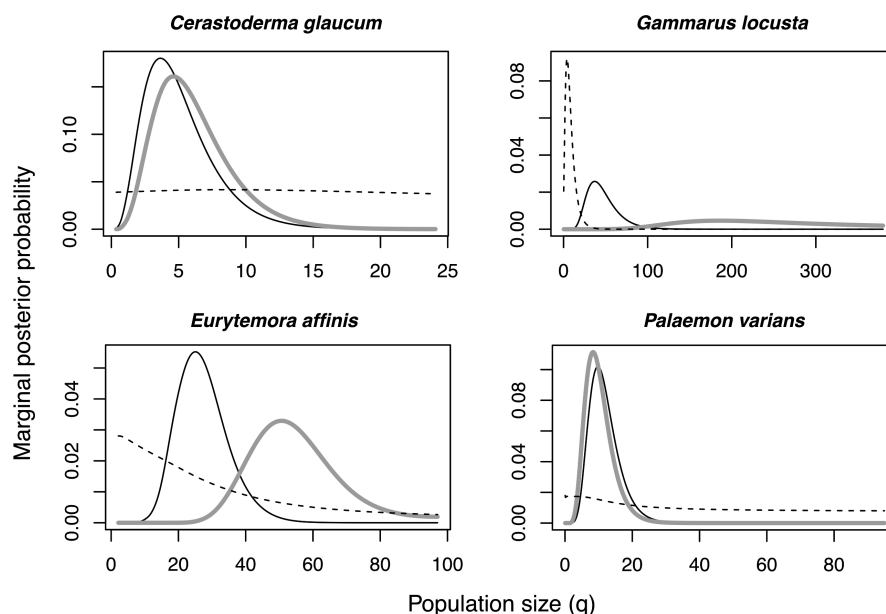 Cerastoderma glaucum
Gammarus locusta
0.00 0.10
0.00 0.04 0.08
0 5 10 15 20 25
0 100 200 300
Eurytemora affinis
Palaemon varians
0.00 0.02 0.04
0.00 0.04 0.08
0 20 40 60 80 100
0 20 40 60 80
Marginal posterior probability
Population size (q)